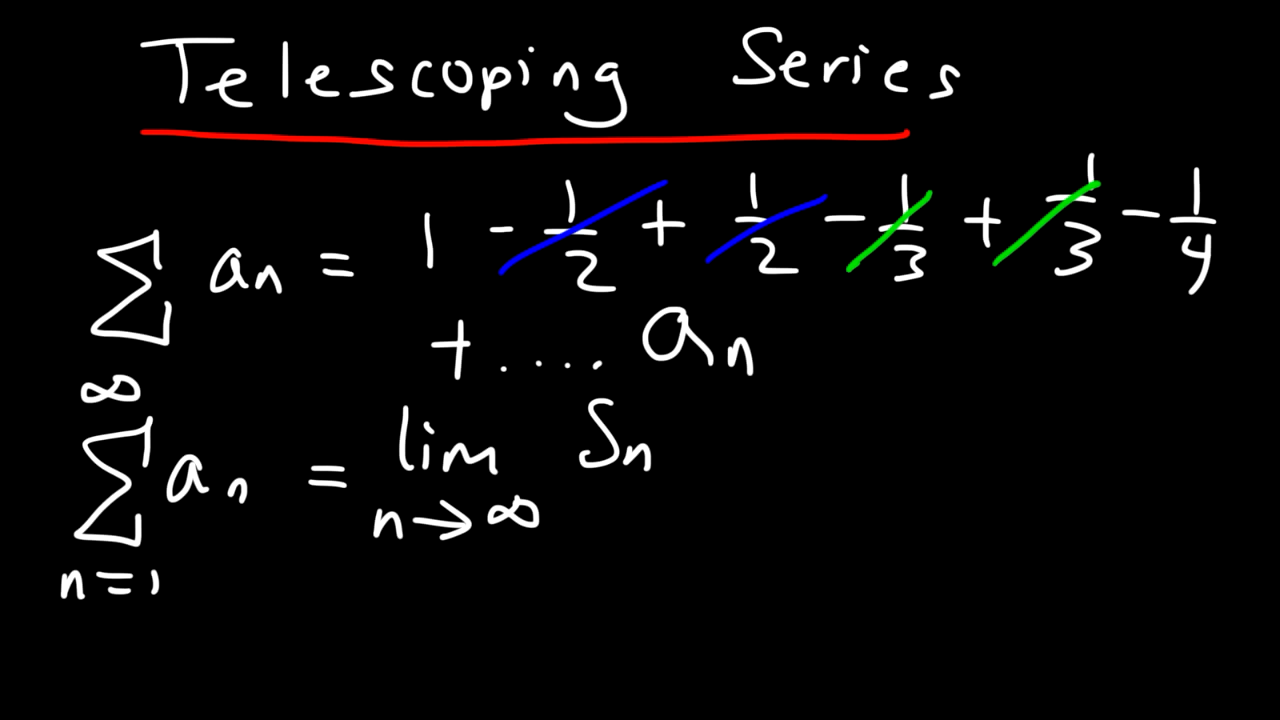 Telescoping Series
∑ aₙ = 1 - 1/2 + 1/2 - 1/3 + 1/3 - 1/4
+ .... aₙ
∞
∑ aₙ = lim Sₙ
n=1 n→∞